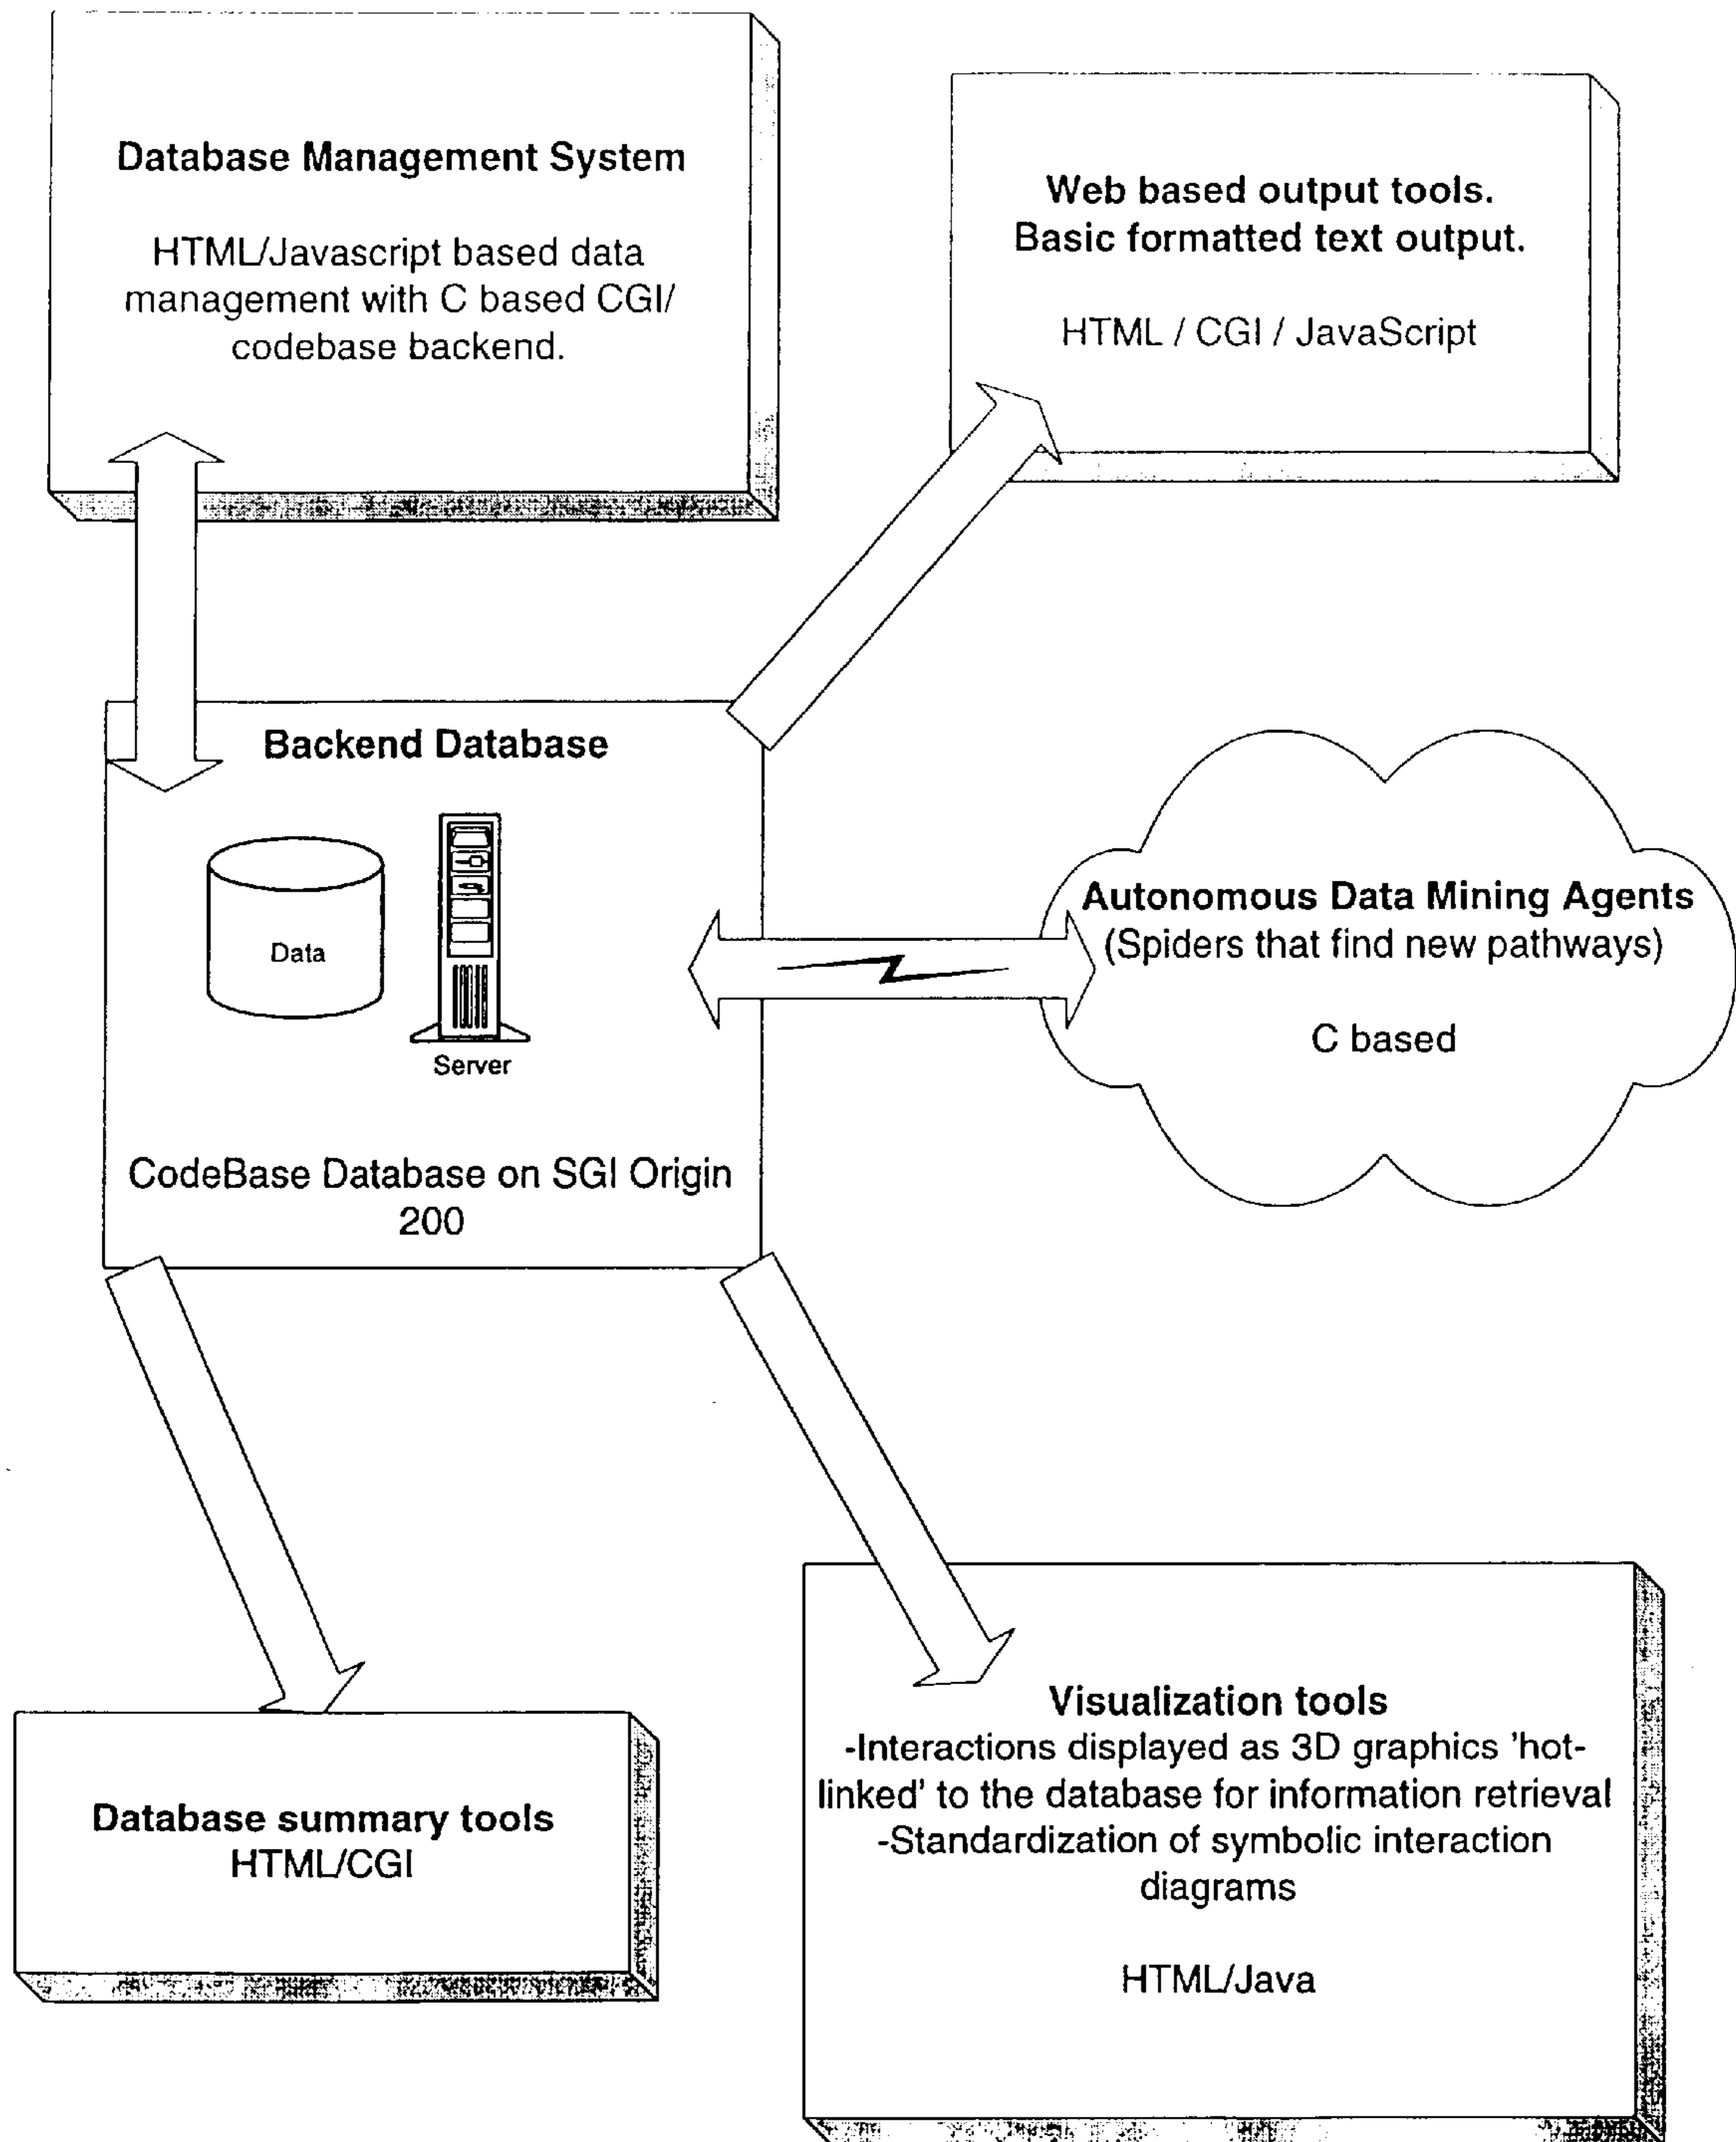 Database Management System
HTML/Javascript based data
management with C based CGI/
codebase backend.
Web based output tools.
Basic formatted text output.
HTML / CGI / JavaScript
Backend Database
Data
Server
CodeBase Database on SGI Origin
200
Autonomous Data Mining Agents
(Spiders that find new pathways)
C based
Database summary tools
HTML/CGI
Visualization tools
-Interactions displayed as 3D graphics 'hot-
linked' to the database for information retrieval
-Standardization of symbolic interaction
diagrams
HTML/Java